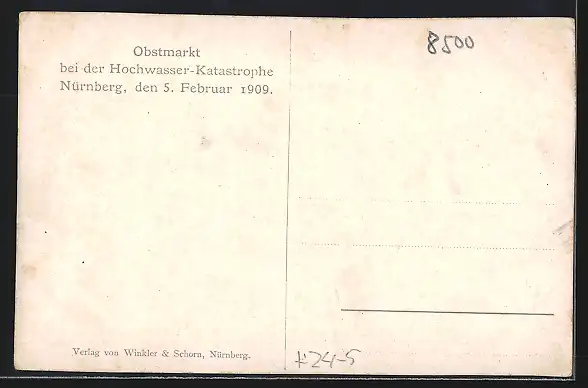 Obstmarkt
bei der Hochwasser-Katastrophe
Nürnberg, den 5. Februar 1909.
8500
Verlag von Winkler & Schorn, Nürnberg.